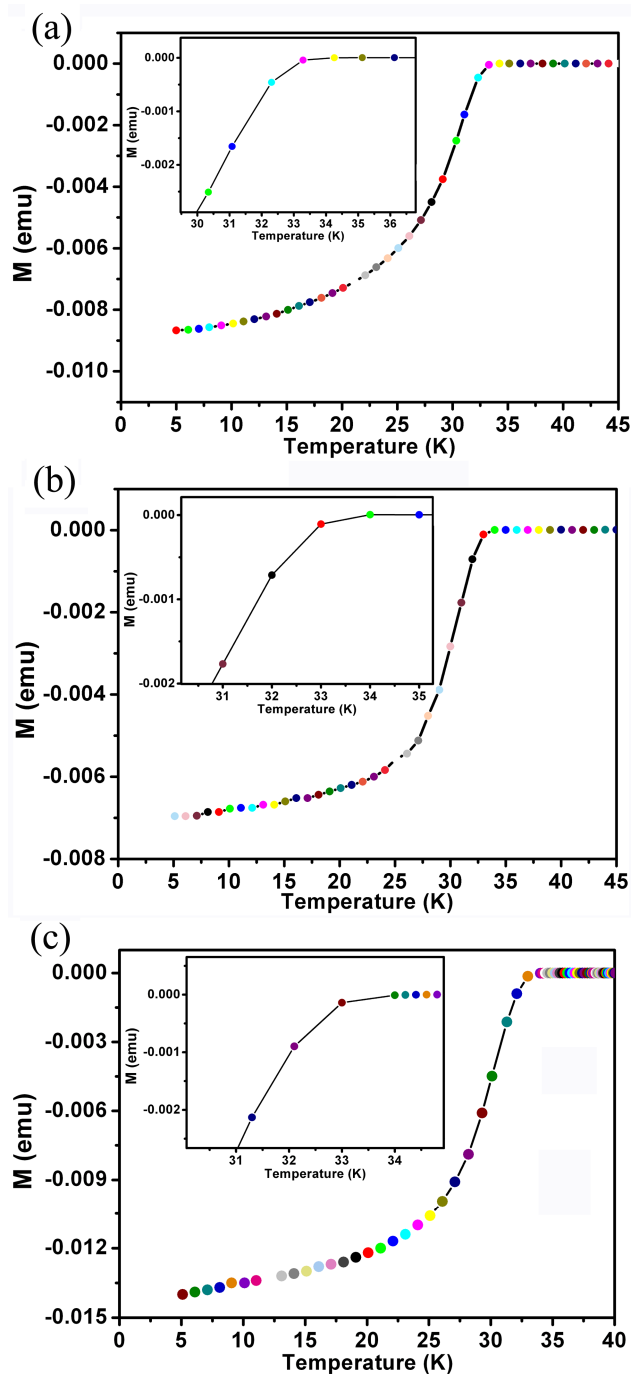 (a)
0.000
-0.002
-0.004
-0.006
-0.008
-0.010
M (emu)
0 5 10 15 20 25 30 35 40 45
Temperature (K)
0.000
-0.001
-0.002
M (emu)
30 31 32 33 34 35 36
Temperature (K)
(b)
0.000
-0.002
-0.004
-0.006
-0.008
M (emu)
0 5 10 15 20 25 30 35 40 45
Temperature (K)
0.000
-0.001
-0.002
M (emu)
31 32 33 34 35
Temperature (K)
(c)
0.000
-0.003
-0.006
-0.009
-0.012
-0.015
M (emu)
0 5 10 15 20 25 30 35 40
Temperature (K)
0.000
-0.001
-0.002
M (emu)
31 32 33 34
Temperature (K)